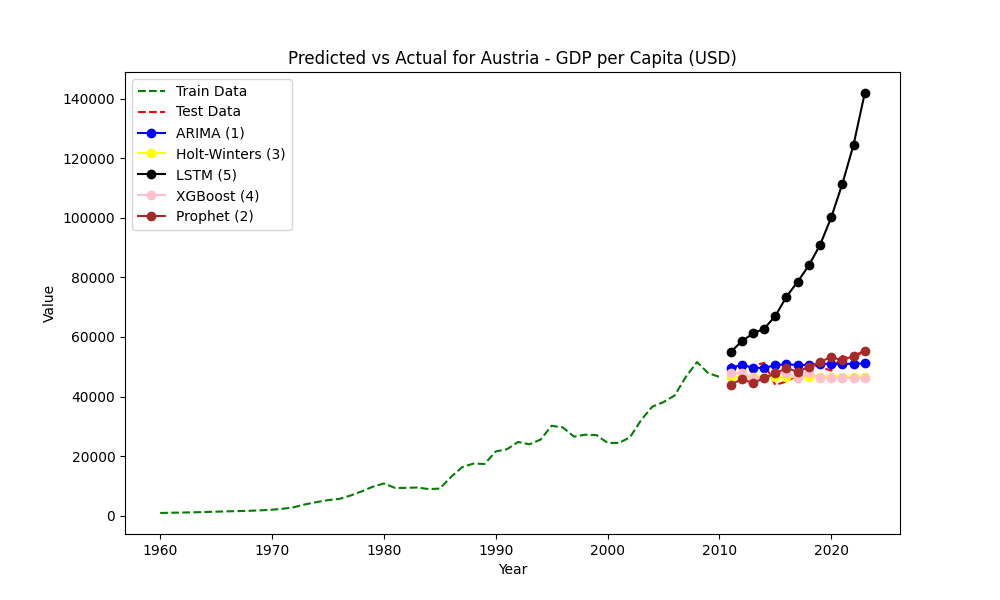 Predicted vs Actual for Austria - GDP per Capita (USD)
Train Data
Test Data
ARIMA (1)
Holt-Winters (3)
LSTM (5)
XGBoost (4)
Prophet (2)
140000
120000
100000
80000
60000
40000
20000
0
Value
1960
1970
1980
1990
2000
2010
2020
Year